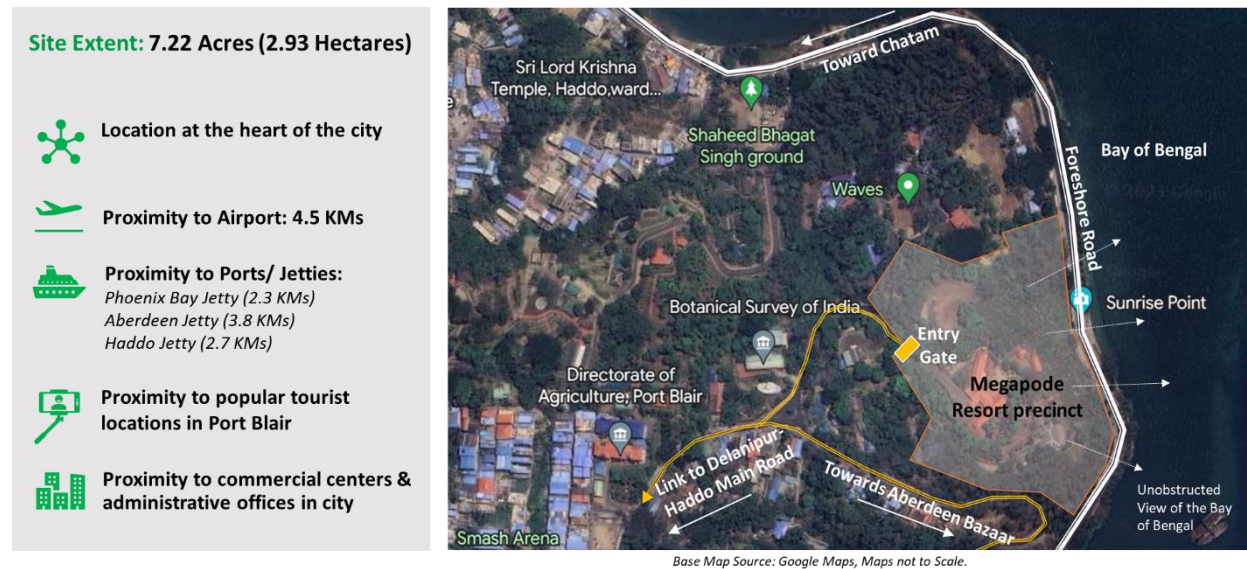 Site Extent: 7.22 Acres (2.93 Hectares)
Location at the heart of the city
Proximity to Airport: 4.5 KMs
Proximity to Ports/ Jetties:
Phoenix Bay Jetty (2.3 KMs)
Aberdeen Jetty (3.8 KMs)
Haddo Jetty (2.7 KMs)
Proximity to popular tourist
locations in Port Blair
Proximity to commercial centers &
administrative offices in city
Toward Chatam
Sri Lord Krishna
Temple, Haddo,ward...
Shaheed Bhagat
Singh ground
Foreshore Road
Bay of Bengal
Waves
Botanical Survey of India
Sunrise Point
Entry
Gate
Directorate of
Agriculture, Port Blair
Megapode
Resort precinct
Link to Delanipur-
Haddo Main Road
Towards Aberdeen Bazaar
Unobstructed
View of the Bay
of Bengal
Smash Arena
Base Map Source: Google Maps, Maps not to Scale.